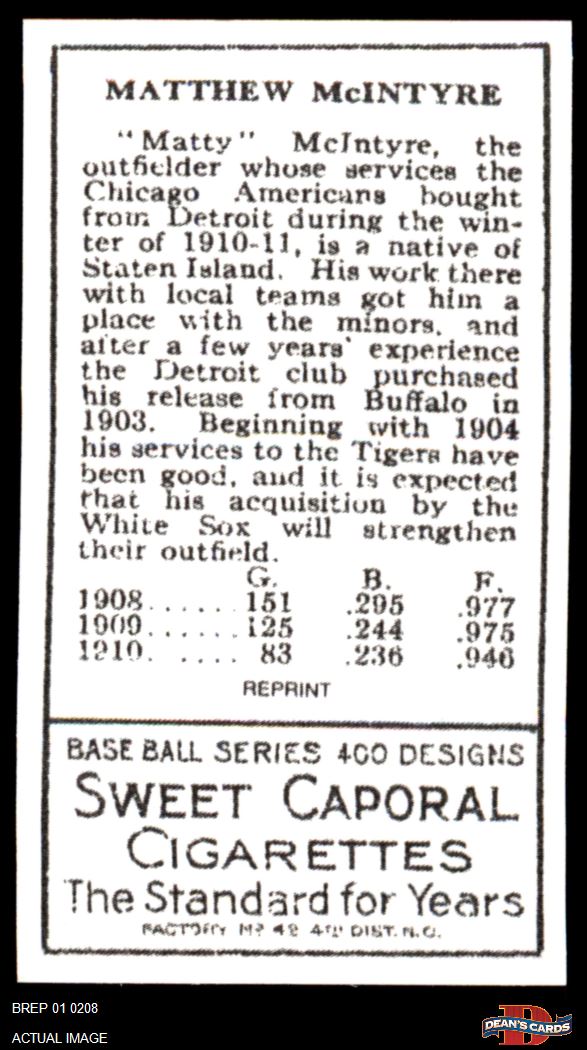 MATTHEW McINTYRE
"Matty" McIntyre, the
outfielder whose services the
Chicago Americans bought
from Detroit during the win-
ter of 1910-11, is a native of
Staten Island. His work there
with local teams got him a
place with the minors, and
after a few years' experience
the Detroit club purchased
his release from Buffalo in
1903. Beginning with 1904
his services to the Tigers have
been good, and it is expected
that his acquisition by the
White Sox will strengthen
their outfield.
G. B. F.
1908...... 151 .295 .977
1909...... 125 .244 .975
1910. .... 83 .236 .946
REPRINT
BASE BALL SERIES 400 DESIGNS
SWEET CAPORAL
CIGARETTES
The Standard for Years
FACTORY No 42 4TH DIST. N.C.
BREP 01 0208
ACTUAL IMAGE
D
DEAN'S CARDS